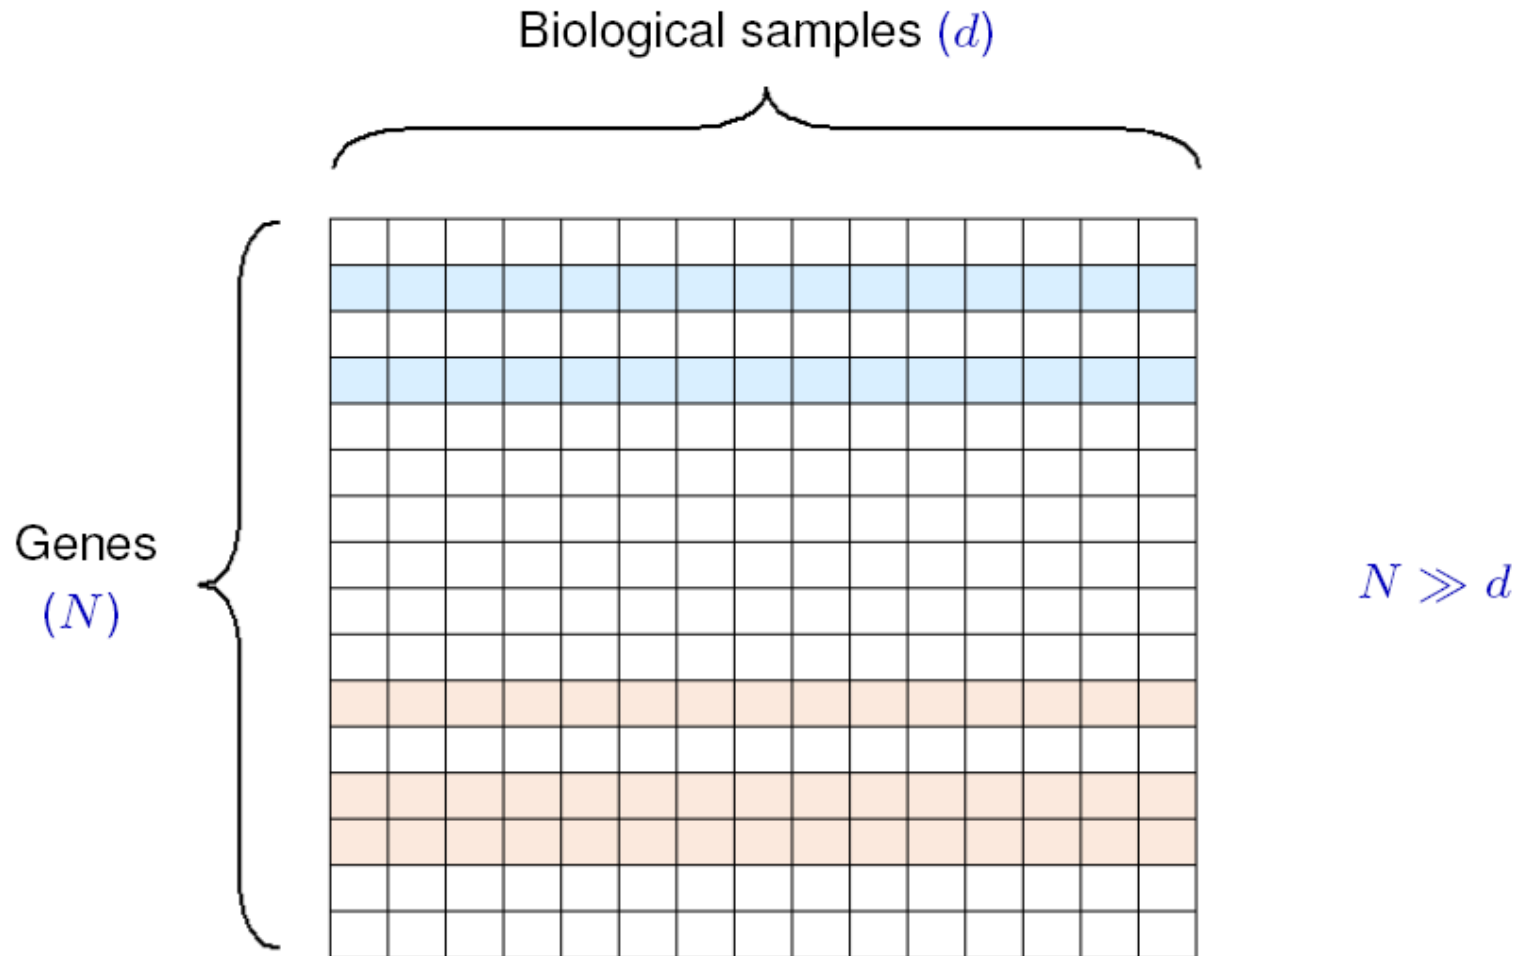 Biological samples (d)
Genes
(N)
N ≫ d